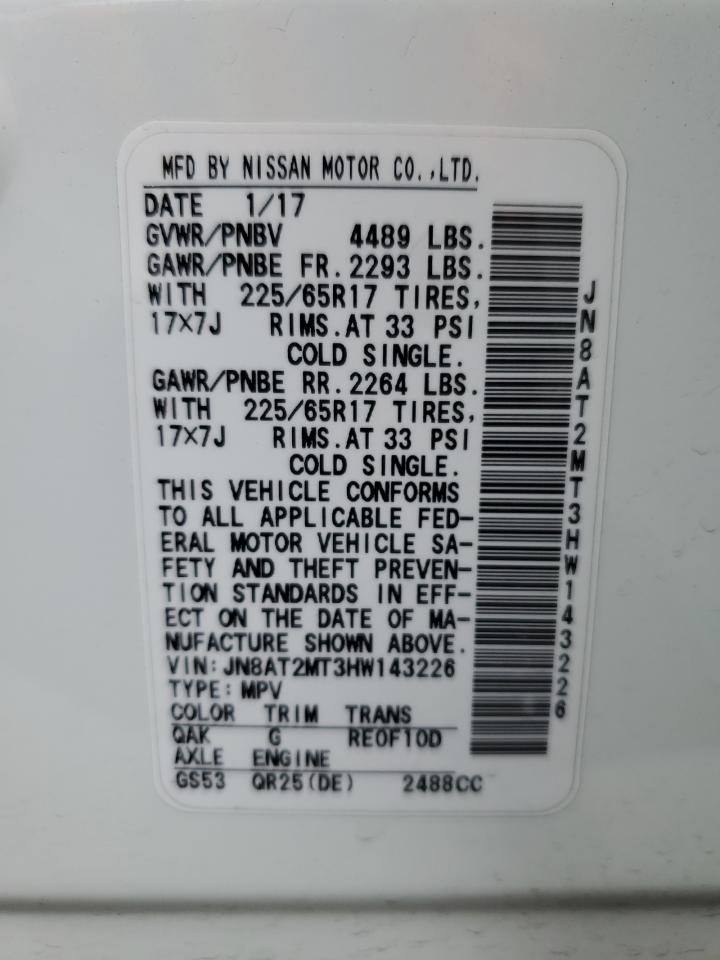 MFD BY NISSAN MOTOR CO.,LTD.
DATE 1/17
GVWR/PNBV 4489 LBS.
GAWR/PNBE FR. 2293 LBS.
WITH 225/65R17 TIRES,
17×7J RIMS. AT 33 PSI
COLD SINGLE.
GAWR/PNBE RR. 2264 LBS.
WITH 225/65R17 TIRES,
17×7J RIMS. AT 33 PSI
COLD SINGLE.
THIS VEHICLE CONFORMS
TO ALL APPLICABLE FED-
ERAL MOTOR VEHICLE SA-
FETY AND THEFT PREVEN-
TION STANDARDS IN EFF-
ECT ON THE DATE OF MA-
NUFACTURE SHOWN ABOVE.
VIN: JN8AT2MT3HW143226
TYPE: MPV
COLOR TRIM TRANS
QAK G RE0F10D
AXLE ENGINE
GS53 QR25(DE) 2488CC
JN8AT2MT3HW143226